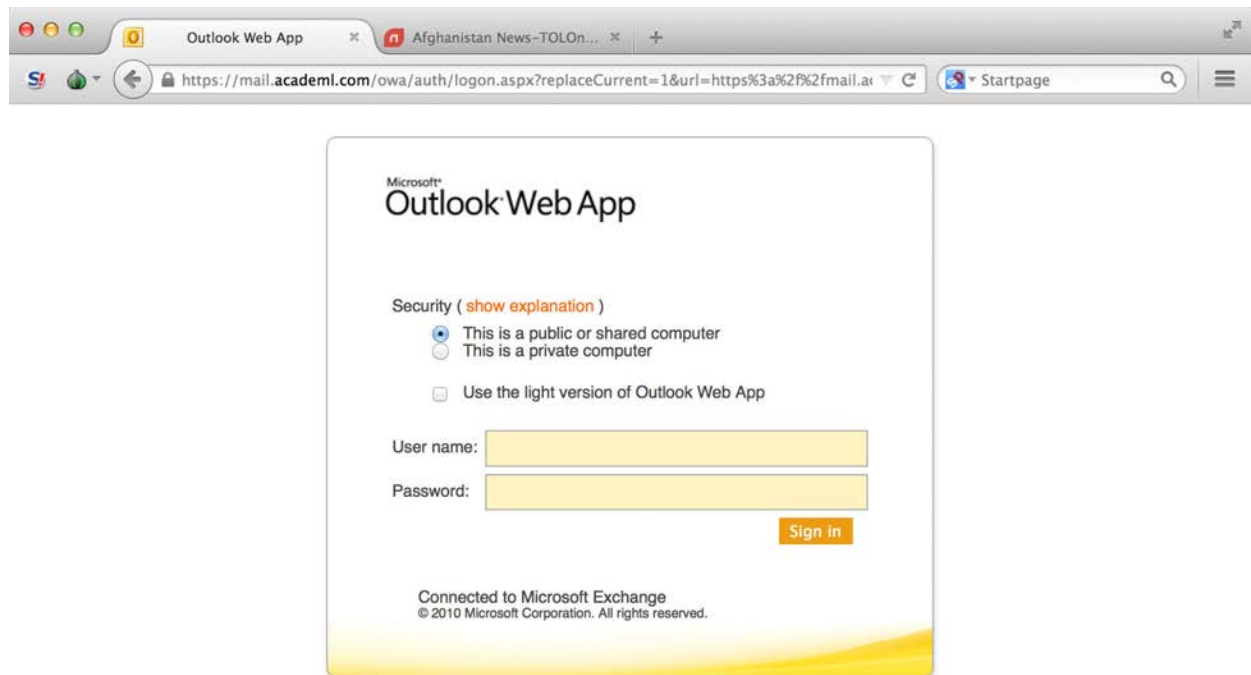 Outlook Web App
Afghanistan News-TOLOn...
https://mail.academl.com/owa/auth/logon.aspx?replaceCurrent=1&url=https%3a%2f%2fmail.ac
Startpage
Microsoft®
Outlook Web App
Security ( show explanation )
This is a public or shared computer
This is a private computer
Use the light version of Outlook Web App
User name:
Password:
Sign in
Connected to Microsoft Exchange
© 2010 Microsoft Corporation. All rights reserved.